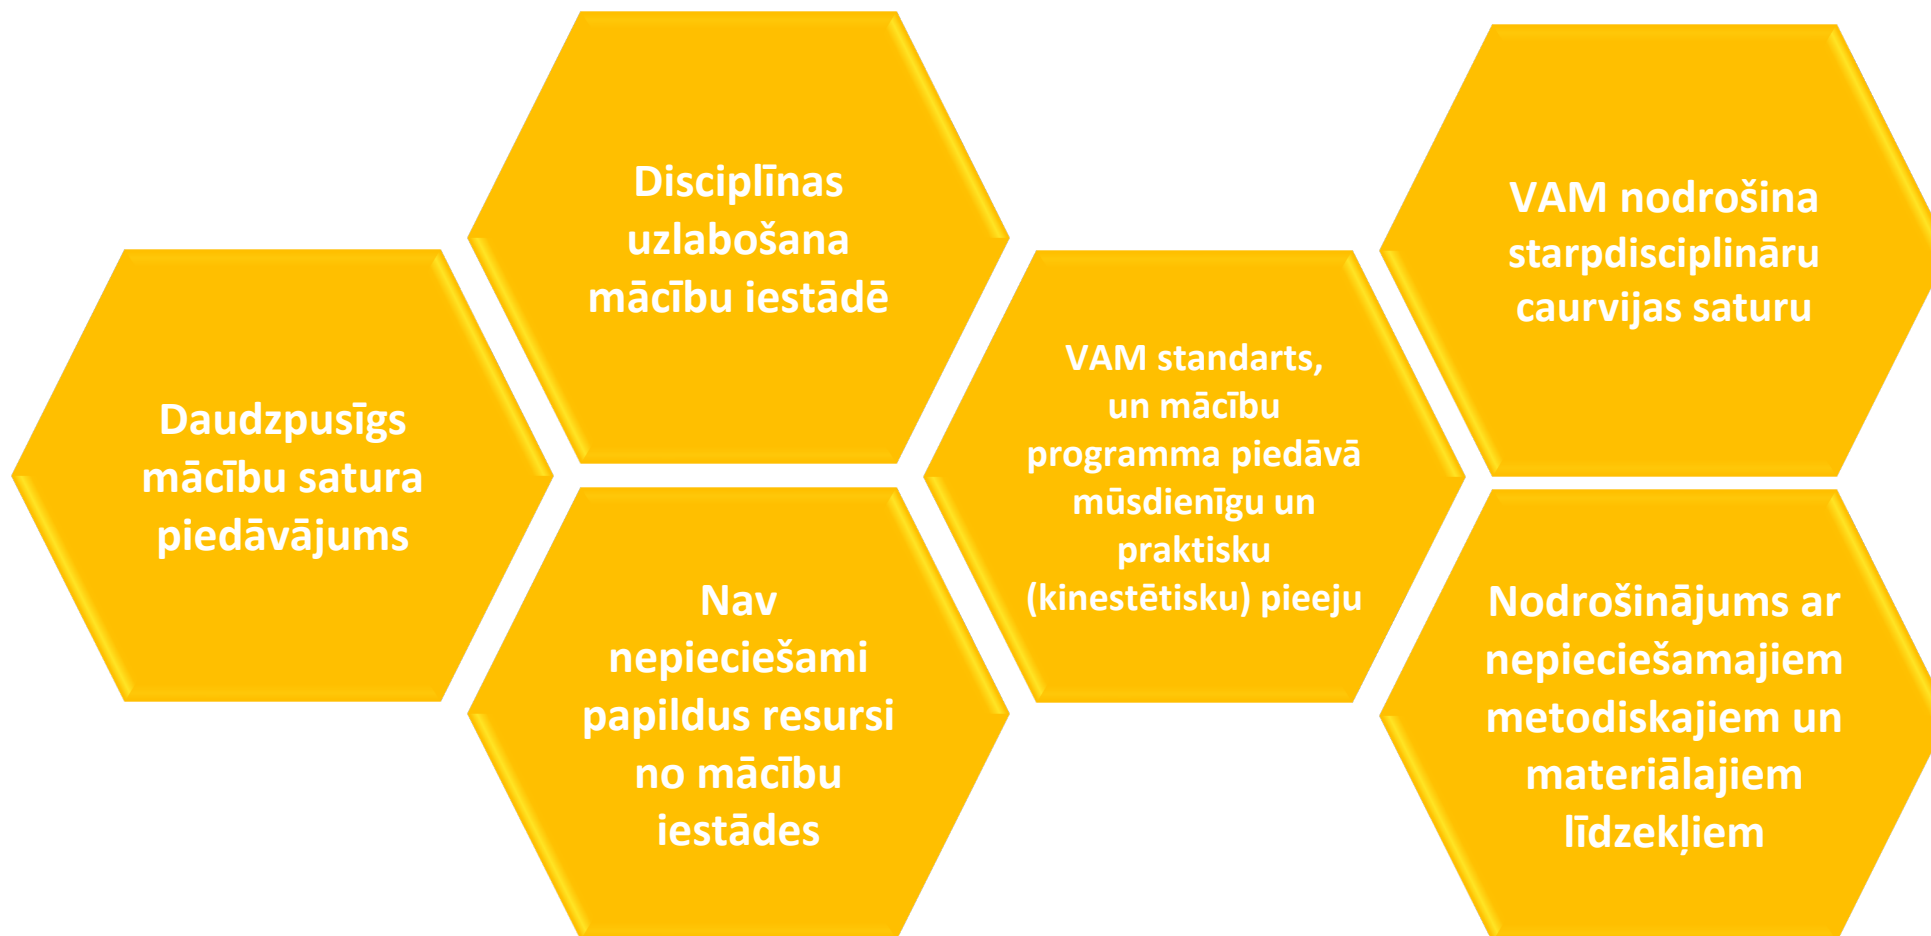 Daudzpusīgs
mācību satura
piedāvājums
Disciplīnas
uzlabošana
mācību iestādē
Nav
nepieciešami
papildus resursi
no mācību
iestādes
VAM standarts,
un mācību
programma piedāvā
mūsdienīgu un
praktisku
(kinestētisku) pieeju
VAM nodrošina
starpdisciplināru
caurvijas saturu
Nodrošinājums ar
nepieciešamajiem
metodiskajiem un
materiālajiem
līdzekļiem